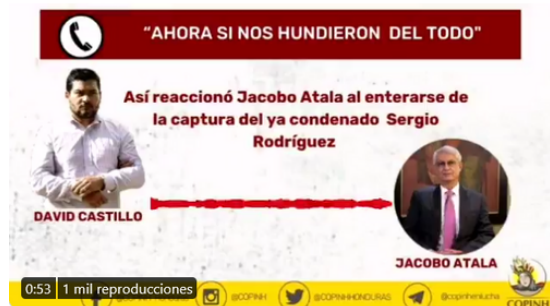 “AHORA SI NOS HUNDIERON DEL TODO"
Así reaccionó Jacobo Atala al enterarse de
la captura del ya condenado Sergio
Rodríguez
DAVID CASTILLO
JACOBO ATALA
0:53 1 mil reproducciones
@COPINH
@COPINHHONDURAS
@copinhenlucha
COPINH